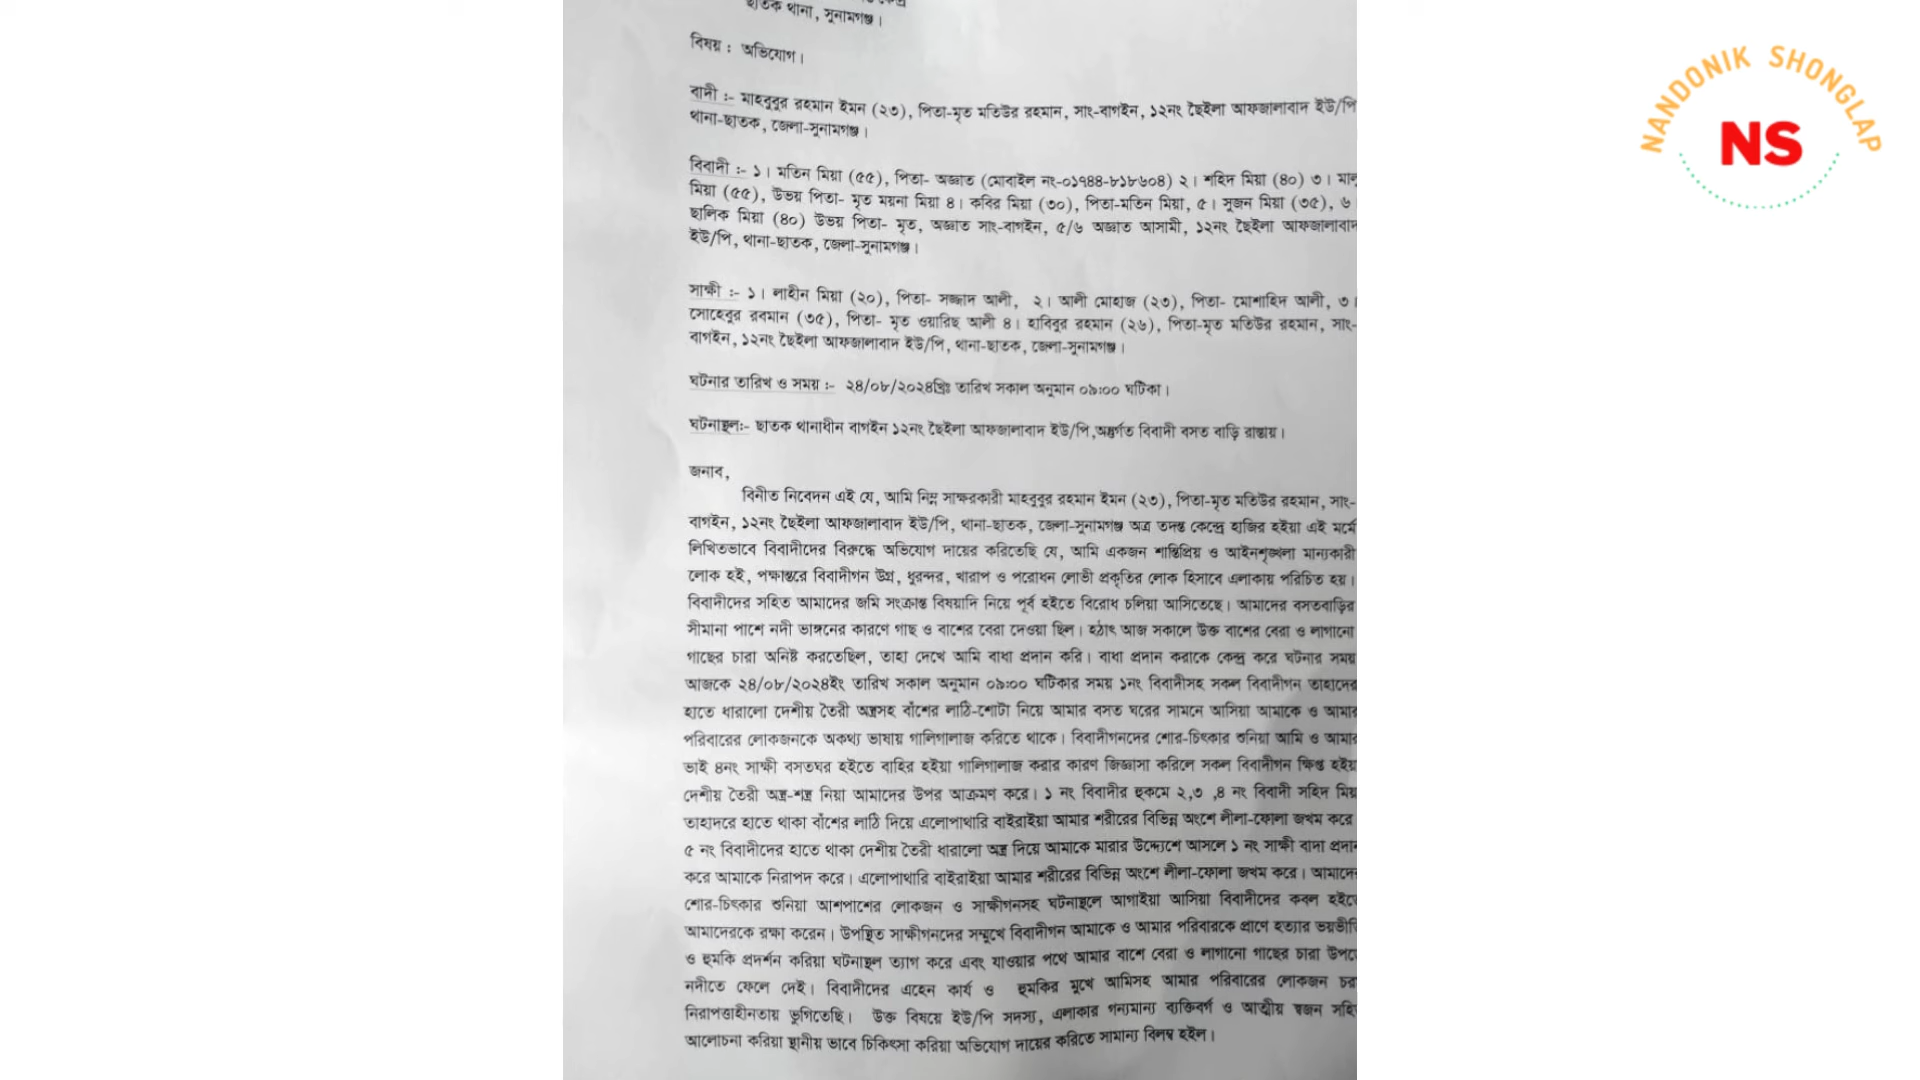 ছাতক থানা, সুনামগঞ্জ।
বিষয় : অভিযোগ।
বাদী :- মাহবুবুর রহমান ইমন (২৩), পিতা-মৃত মতিউর রহমান, সাং-বাগইন, ১২নং ছৈইলা আফজালাবাদ ইউ/পি
থানা-ছাতক, জেলা-সুনামগঞ্জ।
বিবাদী :- ১। মতিন মিয়া (৫৫), পিতা- অজ্ঞাত (মোবাইল নং-০১৭৪৪-৮১৮৬০৪) ২। শহিদ মিয়া (৪০) ৩। মালু
মিয়া (৫৫), উভয় পিতা- মৃত ময়না মিয়া ৪। কবির মিয়া (৩০), পিতা-মতিন মিয়া, ৫। সুজন মিয়া (৩৫), ৬
ছালিক মিয়া (৪০) উভয় পিতা- মৃত, অজ্ঞাত সাং-বাগইন, ৫/৬ অজ্ঞাত আসামী, ১২নং ছৈইলা আফজালাবাদ
ইউ/পি, থানা-ছাতক, জেলা-সুনামগঞ্জ।
সাক্ষী :- ১। লাহীন মিয়া (২০), পিতা- সজ্জাদ আলী, ২। আলী মোহাজ (২৩), পিতা- মোশাহিদ আলী, ৩।
সোহেবুর রবমান (৩৫), পিতা- মৃত ওয়ারিছ আলী ৪। হাবিবুর রহমান (২৬), পিতা-মৃত মতিউর রহমান, সাং-
বাগইন, ১২নং ছৈইলা আফজালাবাদ ইউ/পি, থানা-ছাতক, জেলা-সুনামগঞ্জ।
ঘটনার তারিখ ও সময় :- ২৪/০৮/২০২৪খ্রিঃ তারিখ সকাল অনুমান ০৯:০০ ঘটিকা।
ঘটনাস্থল:- ছাতক থানাধীন বাগইন ১২নং ছৈইলা আফজালাবাদ ইউ/পি,অন্তর্গত বিবাদী বসত বাড়ি রাস্তায়।
জনাব,
বিনীত নিবেদন এই যে, আমি নিম্ন সাক্ষরকারী মাহবুবুর রহমান ইমন (২৩), পিতা-মৃত মতিউর রহমান, সাং-
বাগইন, ১২নং ছৈইলা আফজালাবাদ ইউ/পি, থানা-ছাতক, জেলা-সুনামগঞ্জ অত্র তদন্ত কেন্দ্রে হাজির হইয়া এই মর্মে
লিখিতভাবে বিবাদীদের বিরুদ্ধে অভিযোগ দায়ের করিতেছি যে, আমি একজন শান্তিপ্রিয় ও আইনশৃঙ্খলা মান্যকারী
লোক হই, পক্ষান্তরে বিবাদীগন উগ্র, ধুরন্দর, খারাপ ও পরোধন লোভী প্রকৃতির লোক হিসাবে এলাকায় পরিচিত হয়।
বিবাদীদের সহিত আমাদের জমি সংক্রান্ত বিষয়াদি নিয়ে পূর্ব হইতে বিরোধ চলিয়া আসিতেছে। আমাদের বসতবাড়ির
সীমানা পাশে নদী ভাঙ্গনের কারণে গাছ ও বাশের বেরা দেওয়া ছিল। হঠাৎ আজ সকালে উক্ত বাশের বেরা ও লাগানো
গাছের চারা অনিষ্ট করতেছিল, তাহা দেখে আমি বাধা প্রদান করি। বাধা প্রদান করাকে কেন্দ্র করে ঘটনার সময়
আজকে ২৪/০৮/২০২৪ইং তারিখ সকাল অনুমান ০৯:০০ ঘটিকার সময় ১নং বিবাদীসহ সকল বিবাদীগন তাহাদের
হাতে ধারালো দেশীয় তৈরী অস্ত্রসহ বাঁশের লাঠি-শোটা নিয়ে আমার বসত ঘরের সামনে আসিয়া আমাকে ও আমার
পরিবারের লোকজনকে অকথ্য ভাষায় গালিগালাজ করিতে থাকে। বিবাদীগনদের শোর-চিৎকার শুনিয়া আমি ও আমার
ভাই ৪নং সাক্ষী বসতঘর হইতে বাহির হইয়া গালিগালাজ করার কারণ জিজ্ঞাসা করিলে সকল বিবাদীগন ক্ষিপ্ত হইয়
দেশীয় তৈরী অস্ত্র-শস্ত্র নিয়া আমাদের উপর আক্রমণ করে। ১ নং বিবাদীর হুকমে ২,৩ ,৪ নং বিবাদী সহিদ মিয়
তাহাদরে হাতে থাকা বাঁশের লাঠি দিয়ে এলোপাথারি বাইরাইয়া আমার শরীরের বিভিন্ন অংশে লীলা-ফোলা জখম করে
৫ নং বিবাদীদের হাতে থাকা দেশীয় তৈরী ধারালো অস্ত্র দিয়ে আমাকে মারার উদ্দ্যেশে আসলে ১ নং সাক্ষী বাদা প্রদান
করে আমাকে নিরাপদ করে। এলোপাথারি বাইরাইয়া আমার শরীরের বিভিন্ন অংশে লীলা-ফোলা জখম করে। আমাদের
শোর-চিৎকার শুনিয়া আশপাশের লোকজন ও সাক্ষীগনসহ ঘটনাস্থলে আগাইয়া আসিয়া বিবাদীদের কবল হইতে
আমাদেরকে রক্ষা করেন। উপস্থিত সাক্ষীগনদের সম্মুখে বিবাদীগন আমাকে ও আমার পরিবারকে প্রাণে হত্যার ভয়ভীতি
ও হুমকি প্রদর্শন করিয়া ঘটনাস্থল ত্যাগ করে এবং যাওয়ার পথে আমার বাশে বেরা ও লাগানো গাছের চারা উপড়ে
নদীতে ফেলে দেই। বিবাদীদের এহেন কার্য ও হুমকির মুখে আমিসহ আমার পরিবারের লোকজন চর
নিরাপত্তাহীনতায় ভুগিতেছি। উক্ত বিষয়ে ইউ/পি সদস্য, এলাকার গন্যমান্য ব্যক্তিবর্গ ও আত্মীয় স্বজন সহি
আলোচনা করিয়া স্থানীয় ভাবে চিকিৎসা করিয়া অভিযোগ দায়ের করিতে সামান্য বিলম্ব হইল।
NANDONIK SHONGLAP
NS